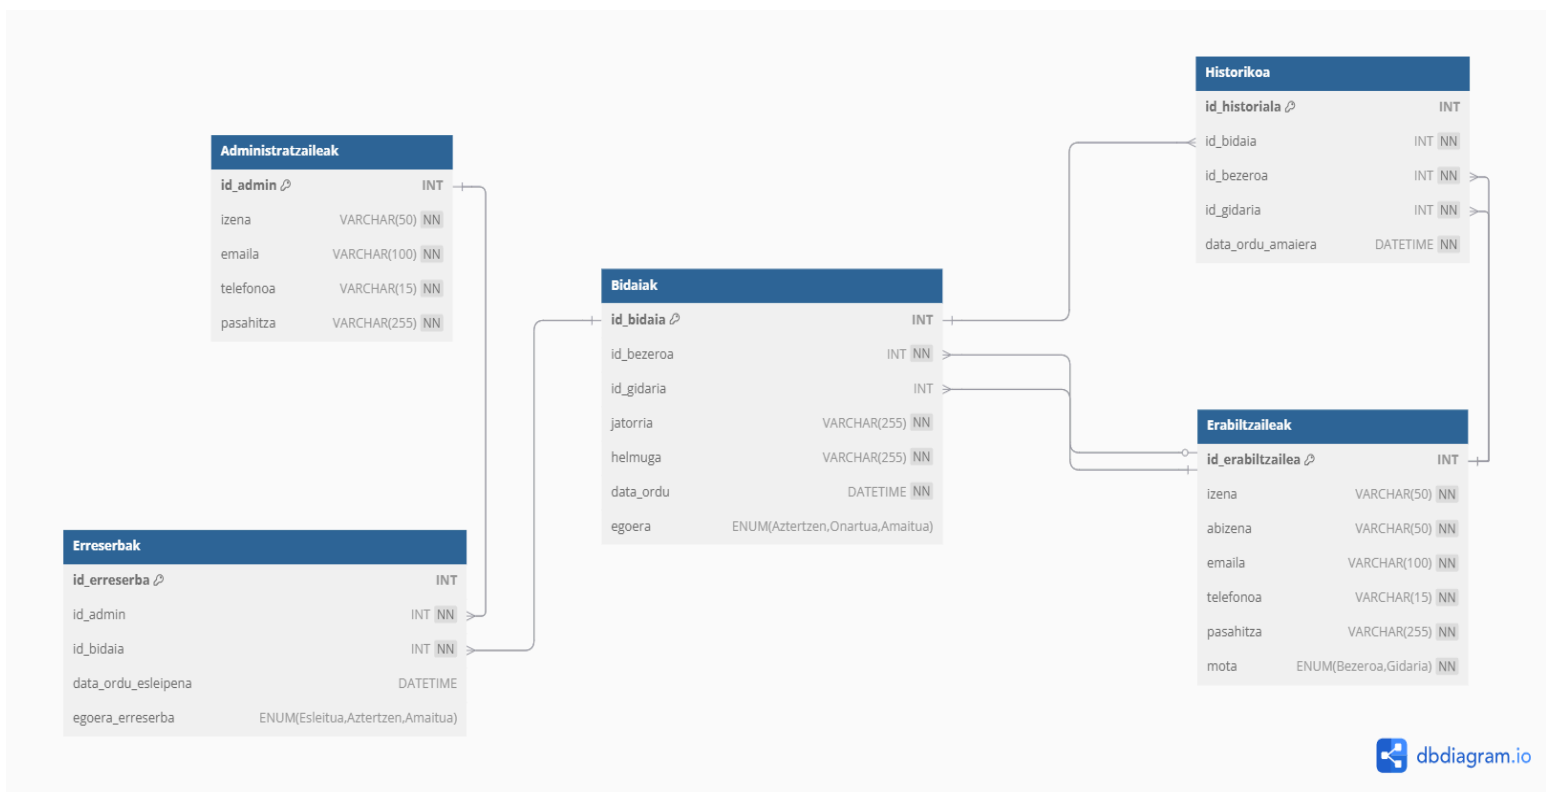 Administratzaileak
id_admin INT
izena VARCHAR(50) NN
emaila VARCHAR(100) NN
telefonoa VARCHAR(15) NN
pasahitza VARCHAR(255) NN
Erreserbak
id_erreserba INT
id_admin INT NN
id_bidaia INT NN
data_ordu_esleipena DATETIME
egoera_erreserba ENUM(Esleitua,Aztertzen,Amaitua)
Bidaiak
id_bidaia INT
id_bezeroa INT NN
id_gidaria INT
jatorria VARCHAR(255) NN
helmuga VARCHAR(255) NN
data_ordu DATETIME NN
egoera ENUM(Aztertzen,Onartua,Amaitua)
Historikoa
id_historiala INT
id_bidaia INT NN
id_bezeroa INT NN
id_gidaria INT NN
data_ordu_amaiera DATETIME NN
Erabiltzaileak
id_erabiltzailea INT
izena VARCHAR(50) NN
abizena VARCHAR(50) NN
emaila VARCHAR(100) NN
telefonoa VARCHAR(15) NN
pasahitza VARCHAR(255) NN
mota ENUM(Bezeroa,Gidaria) NN
dbdiagram.io